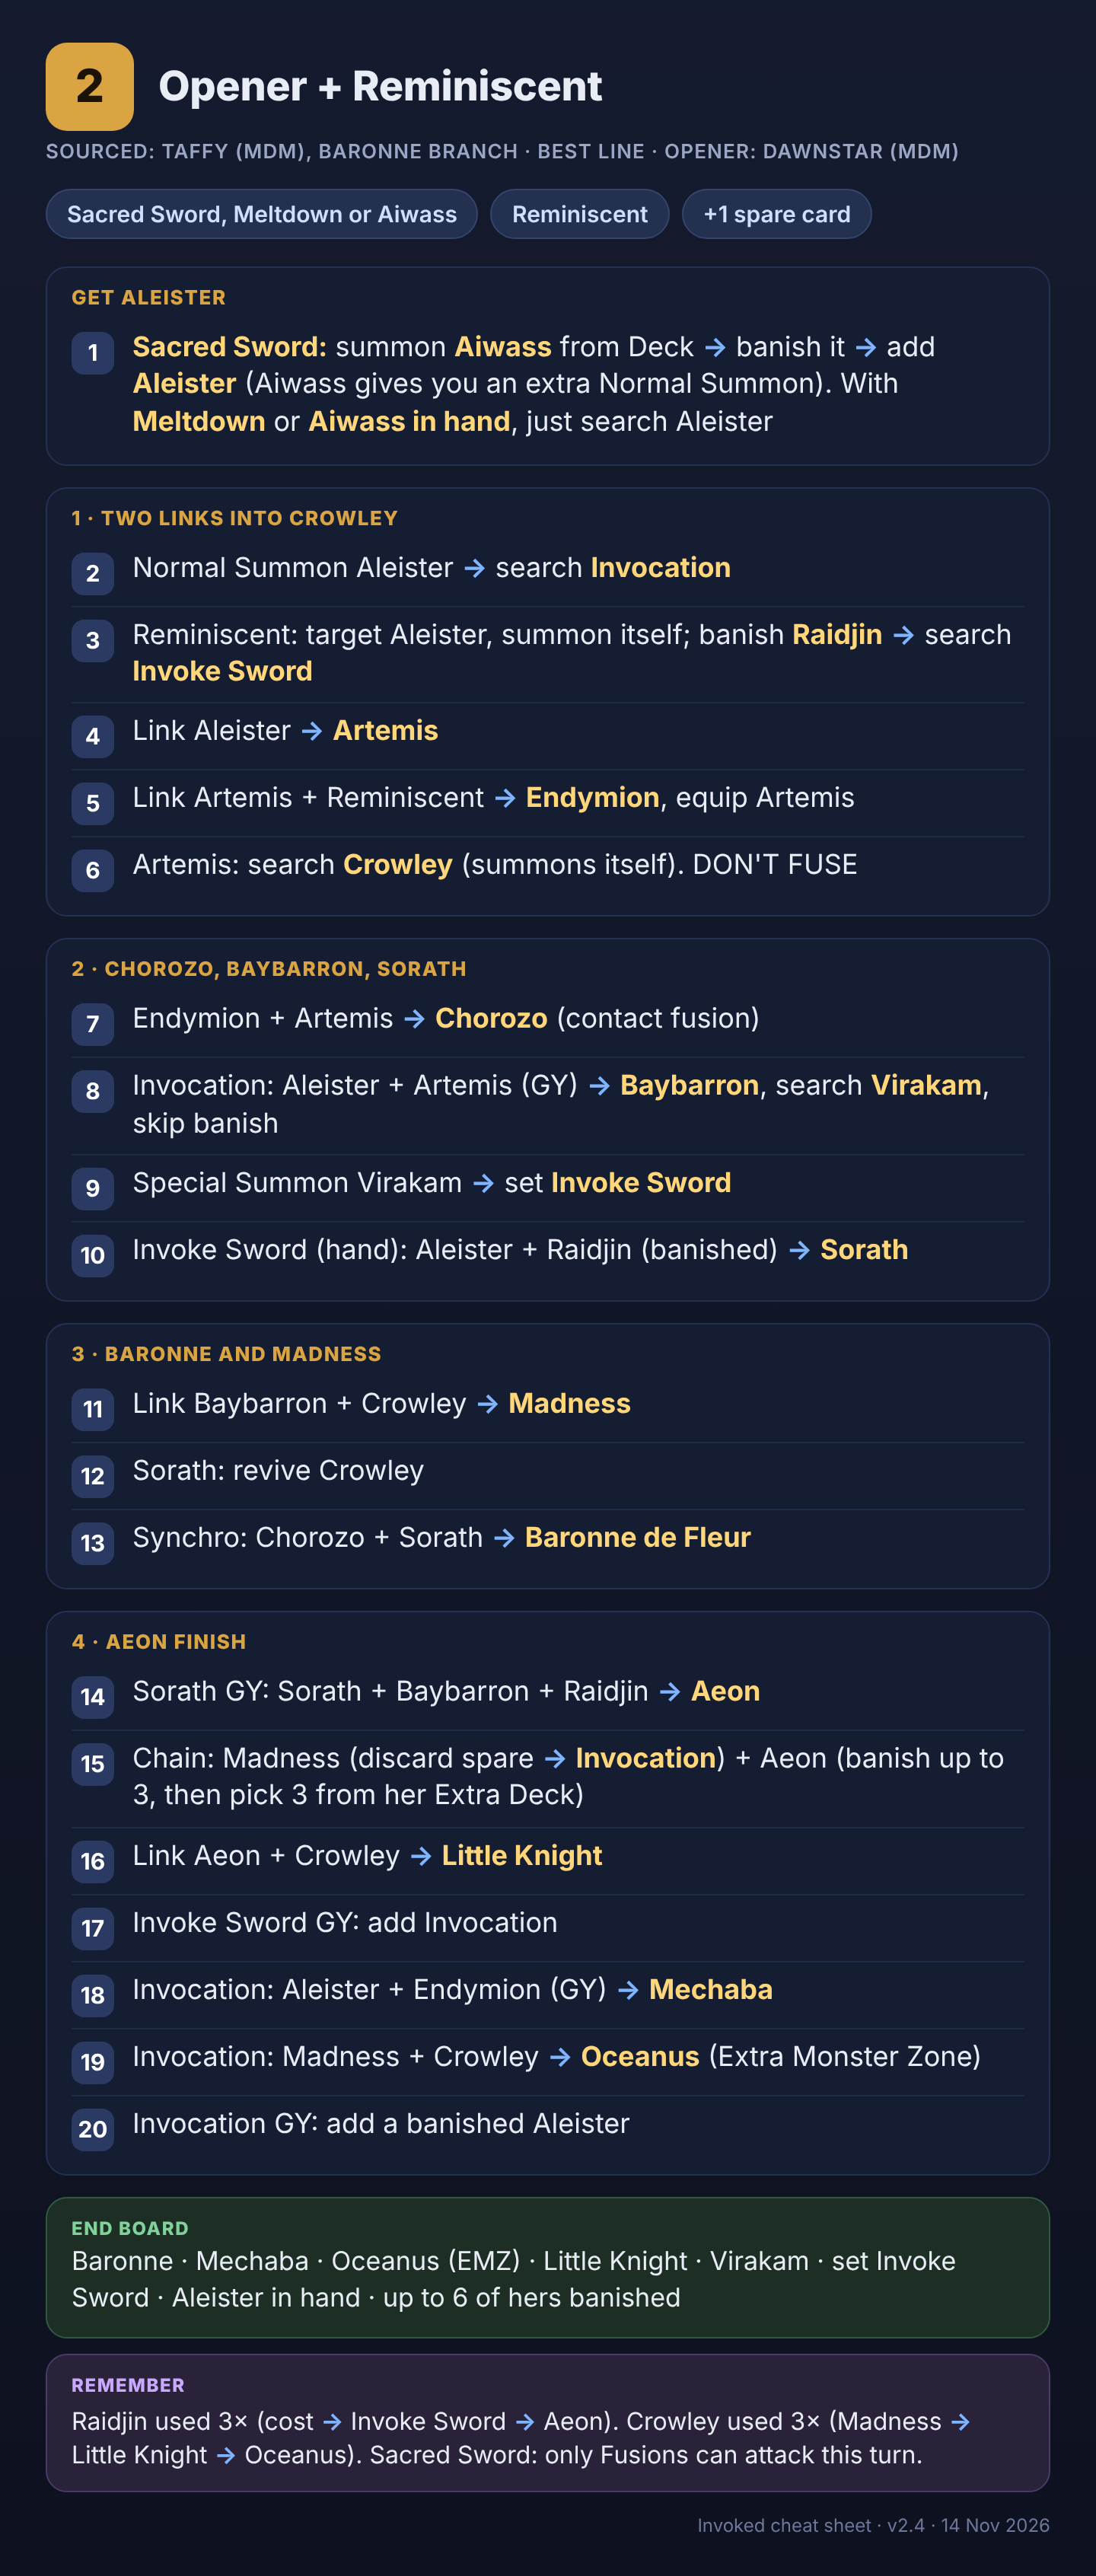 2
Opener + Reminiscent
SOURCED: TAFFY (MDM), BARONNE BRANCH · BEST LINE · OPENER: DAWNSTAR (MDM)
Sacred Sword, Meltdown or Aiwass
Reminiscent
+1 spare card
GET ALEISTER
1
Sacred Sword: summon Aiwass from Deck → banish it → add
Aleister (Aiwass gives you an extra Normal Summon). With
Meltdown or Aiwass in hand, just search Aleister
1 · TWO LINKS INTO CROWLEY
2
Normal Summon Aleister → search Invocation
3
Reminiscent: target Aleister, summon itself; banish Raidjin → search
Invoke Sword
4
Link Aleister → Artemis
5
Link Artemis + Reminiscent → Endymion, equip Artemis
6
Artemis: search Crowley (summons itself). DON'T FUSE
2 · CHOROZO, BAYBARRON, SORATH
7
Endymion + Artemis → Chorozo (contact fusion)
8
Invocation: Aleister + Artemis (GY) → Baybarron, search Virakam,
skip banish
9
Special Summon Virakam → set Invoke Sword
10
Invoke Sword (hand): Aleister + Raidjin (banished) → Sorath
3 · BARONNE AND MADNESS
11
Link Baybarron + Crowley → Madness
12
Sorath: revive Crowley
13
Synchro: Chorozo + Sorath → Baronne de Fleur
4 · AEON FINISH
14
Sorath GY: Sorath + Baybarron + Raidjin → Aeon
15
Chain: Madness (discard spare → Invocation) + Aeon (banish up to
3, then pick 3 from her Extra Deck)
16
Link Aeon + Crowley → Little Knight
17
Invoke Sword GY: add Invocation
18
Invocation: Aleister + Endymion (GY) → Mechaba
19
Invocation: Madness + Crowley → Oceanus (Extra Monster Zone)
20
Invocation GY: add a banished Aleister
END BOARD
Baronne · Mechaba · Oceanus (EMZ) · Little Knight · Virakam · set Invoke
Sword · Aleister in hand · up to 6 of hers banished
REMEMBER
Raidjin used 3× (cost → Invoke Sword → Aeon). Crowley used 3× (Madness →
Little Knight → Oceanus). Sacred Sword: only Fusions can attack this turn.
Invoked cheat sheet · v2.4 · 14 Nov 2026